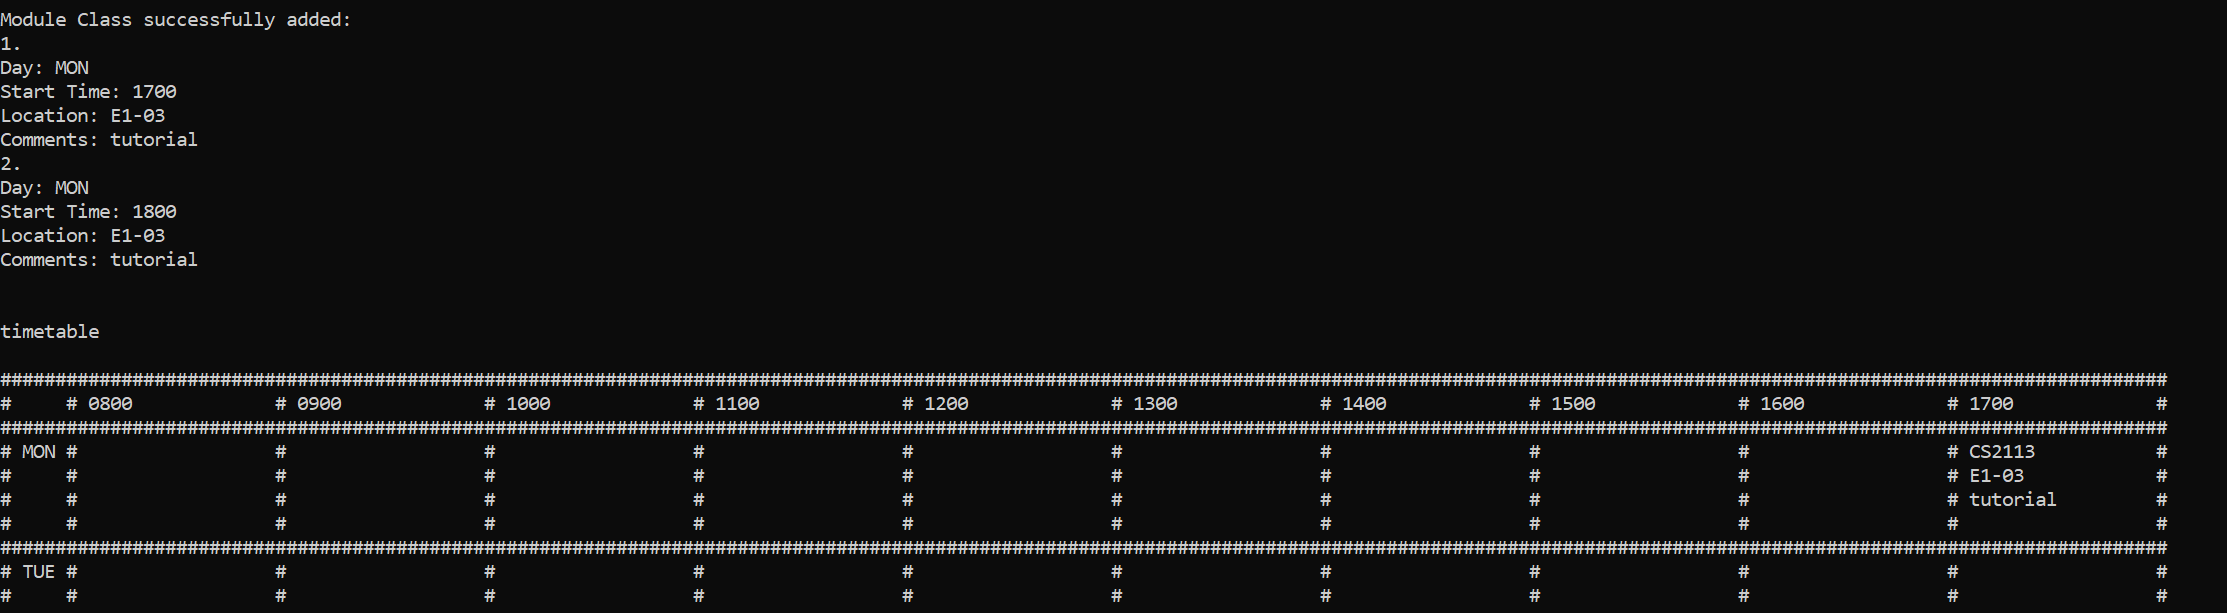 Module Class successfully added:
1.
Day: MON
Start Time: 1700
Location: E1-03
Comments: tutorial
2.
Day: MON
Start Time: 1800
Location: E1-03
Comments: tutorial
timetable
#####################################################################################################################################################################################################
#     # 0800             # 0900             # 1000             # 1100             # 1200             # 1300             # 1400             # 1500             # 1600             # 1700             #
#####################################################################################################################################################################################################
# MON #                  #                  #                  #                  #                  #                  #                  #                  #                  # CS2113           #
#     #                  #                  #                  #                  #                  #                  #                  #                  #                  # E1-03            #
#     #                  #                  #                  #                  #                  #                  #                  #                  #                  # tutorial         #
#     #                  #                  #                  #                  #                  #                  #                  #                  #                  #                  #
#####################################################################################################################################################################################################
# TUE #                  #                  #                  #                  #                  #                  #                  #                  #                  #                  #
#     #                  #                  #                  #                  #                  #                  #                  #                  #                  #                  #